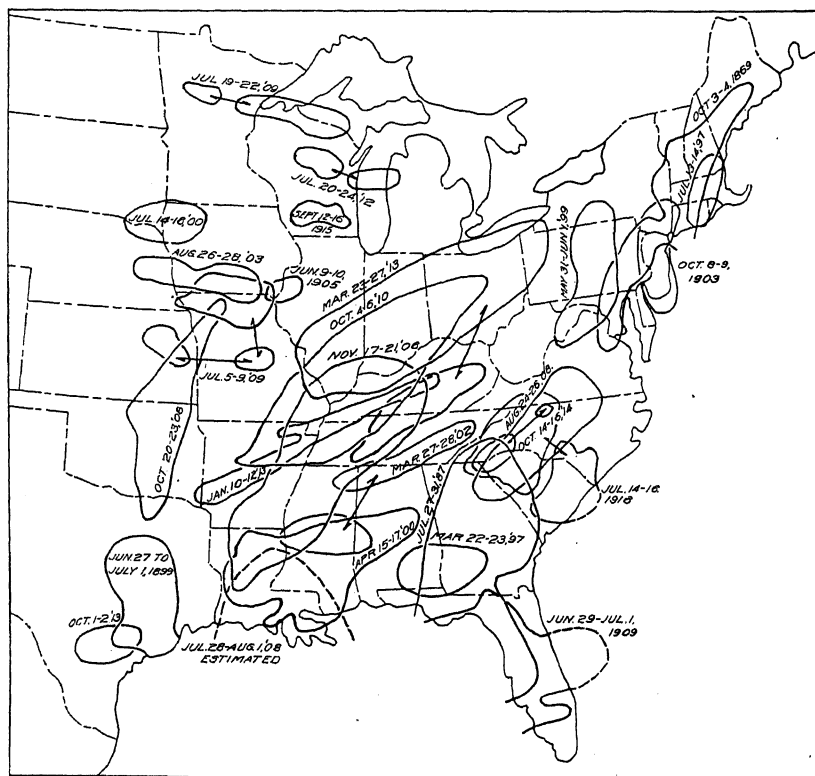 JUL 19-22,'09
OCT. 3-4, 1869
JUL. 13-14,'97
JUL. 20-24,'12
JUL 14-16,'00
SEPT. 12-16
1915
MAY 31-JUN 1,'99
AUG. 26-28,'03
JUN. 9-10,
1905
MAR. 23-27,'13
OCT. 8-9,
1903
OCT. 4-6,'10
NOV. 17-21,'06
JUL. 5-9,'09
AUG. 24-26,'08
OCT. 14-16,'14
OCT 20-23,'08
MAR. 27-28,'02
JAN. 10-12,'13
JUL. 27-31,'87
JUL. 14-16,
1916
APR 15-17,'00
MAR 22-23,'97
JUN. 27 TO
JULY 1, 1899
OCT. 1-2,'13
JUN. 29-JUL. 1,
1909
JUL. 28-AUG. 1,'08
ESTIMATED